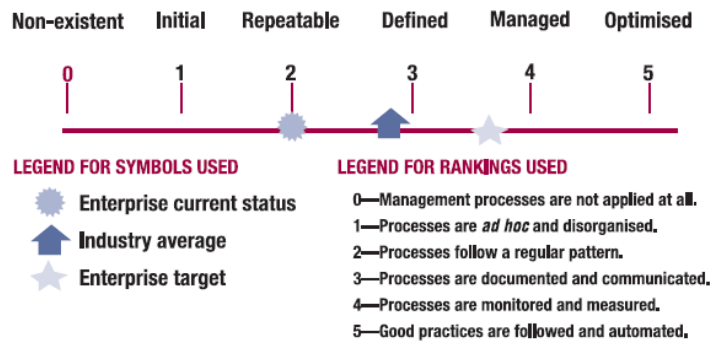 Non-existent Initial Repeatable Defined Managed Optimised
0 1 2 3 4 5
LEGEND FOR SYMBOLS USED
Enterprise current status
Industry average
Enterprise target
LEGEND FOR RANKINGS USED
0—Management processes are not applied at all.
1—Processes are ad hoc and disorganised.
2—Processes follow a regular pattern.
3—Processes are documented and communicated.
4—Processes are monitored and measured.
5—Good practices are followed and automated.